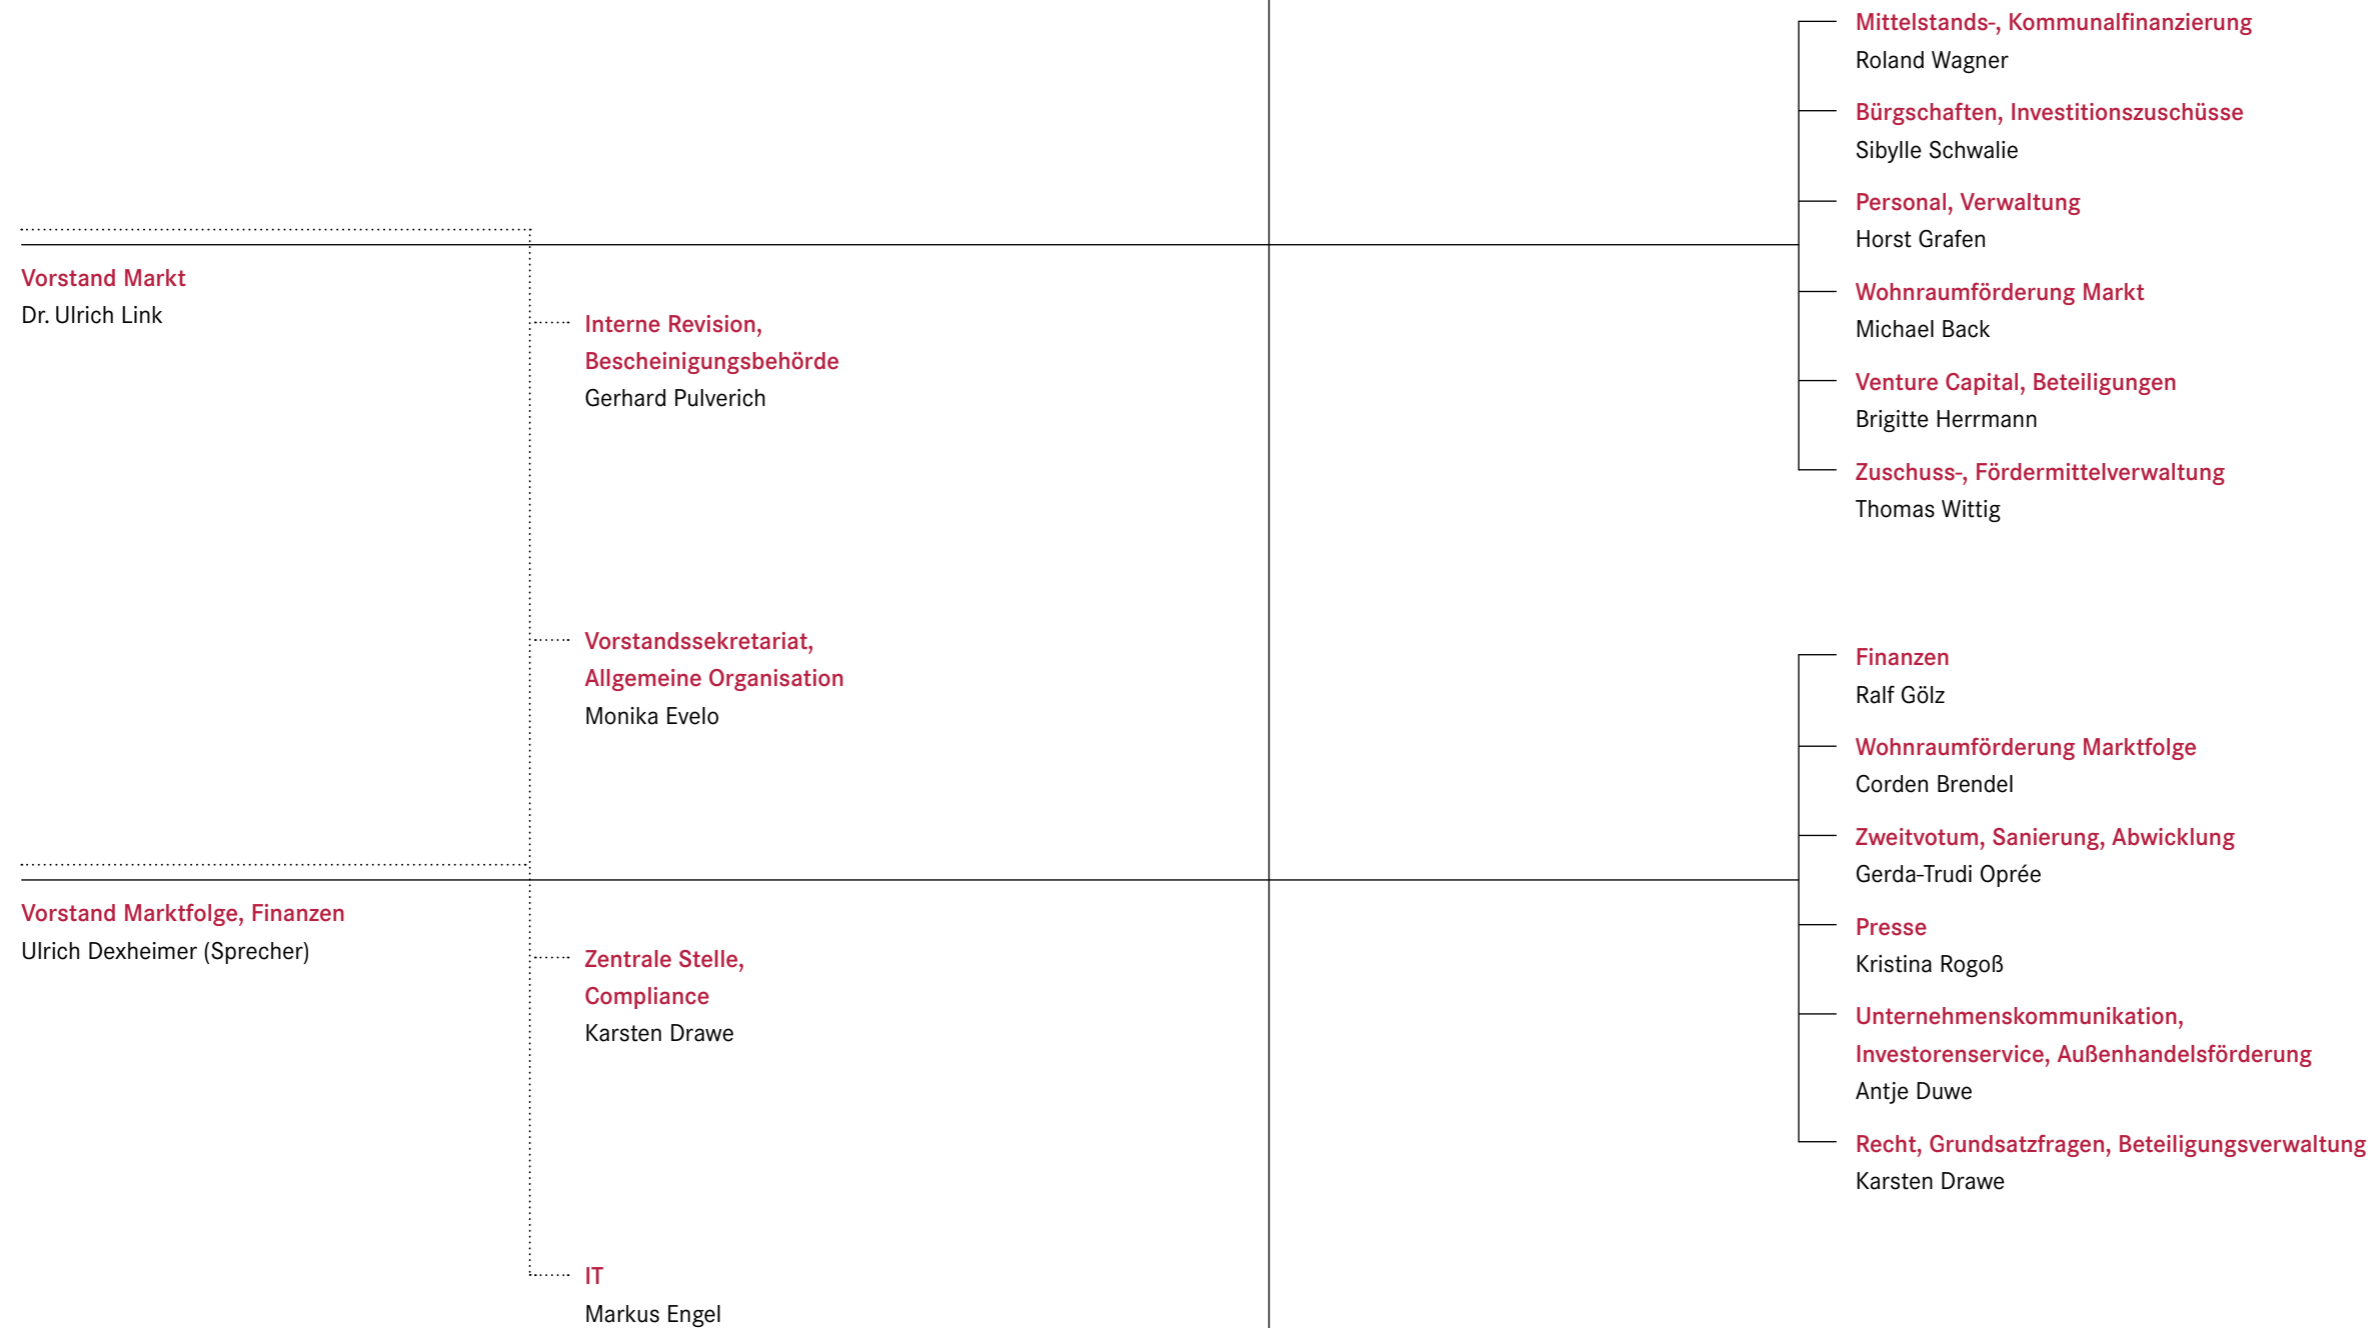 Vorstand Markt
Dr. Ulrich Link
Interne Revision,
Bescheinigungsbehörde
Gerhard Pulverich
Vorstandssekretariat,
Allgemeine Organisation
Monika Evelo
Vorstand Marktfolge, Finanzen
Ulrich Dexheimer (Sprecher)
Zentrale Stelle,
Compliance
Karsten Drawe
IT
Markus Engel
Mittelstands-, Kommunalfinanzierung
Roland Wagner
Bürgschaften, Investitionszuschüsse
Sibylle Schwalie
Personal, Verwaltung
Horst Grafen
Wohnraumförderung Markt
Michael Back
Venture Capital, Beteiligungen
Brigitte Herrmann
Zuschuss-, Fördermittelverwaltung
Thomas Wittig
Finanzen
Ralf Gölz
Wohnraumförderung Marktfolge
Corden Brendel
Zweitvotum, Sanierung, Abwicklung
Gerda-Trudi Oprée
Presse
Kristina Rogoß
Unternehmenskommunikation,
Investorenservice, Außenhandelsförderung
Antje Duwe
Recht, Grundsatzfragen, Beteiligungsverwaltung
Karsten Drawe